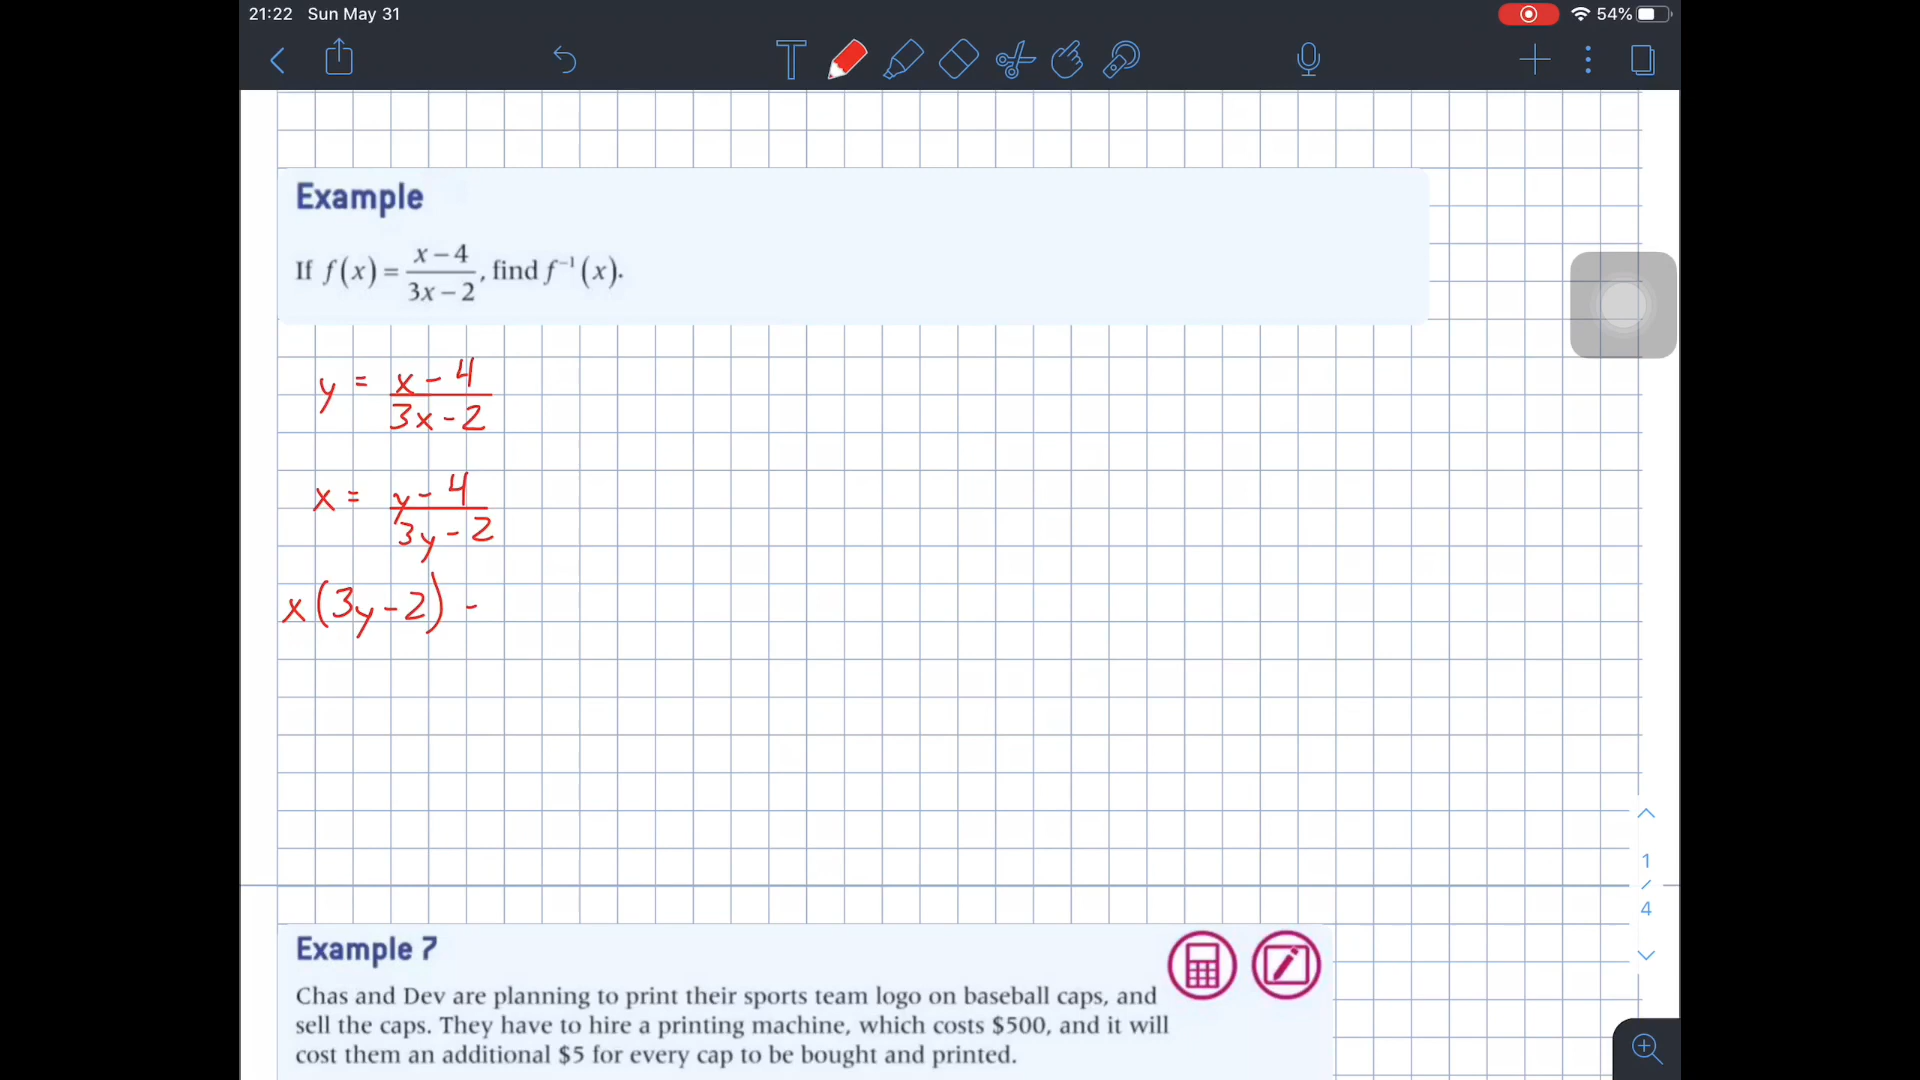 21:22 Sun May 31
54%
Example
If f(x) = (x − 4)/(3x − 2), find f⁻¹(x).
y = (x − 4)/(3x − 2)
x = (y − 4)/(3y − 2)
x(3y − 2) -
1
/
4
Example 7
Chas and Dev are planning to print their sports team logo on baseball caps, and
sell the caps. They have to hire a printing machine, which costs $500, and it will
cost them an additional $5 for every cap to be bought and printed.